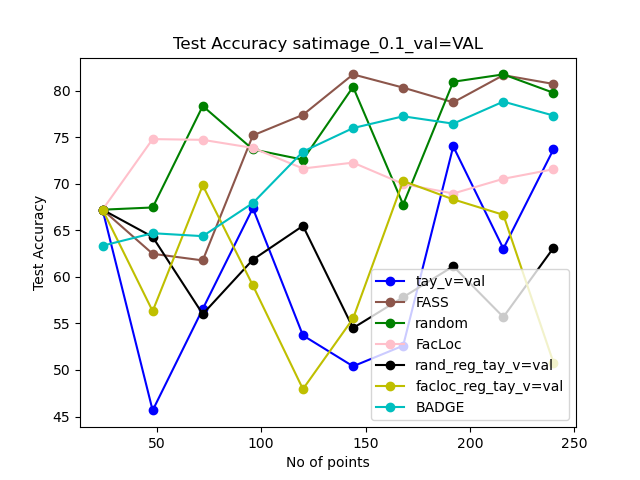 Test Accuracy satimage_0.1_val=VAL
Test Accuracy
80
75
70
65
60
55
50
45
50
100
150
200
250
No of points
tay_v=val
FASS
random
FacLoc
rand_reg_tay_v=val
facloc_reg_tay_v=val
BADGE